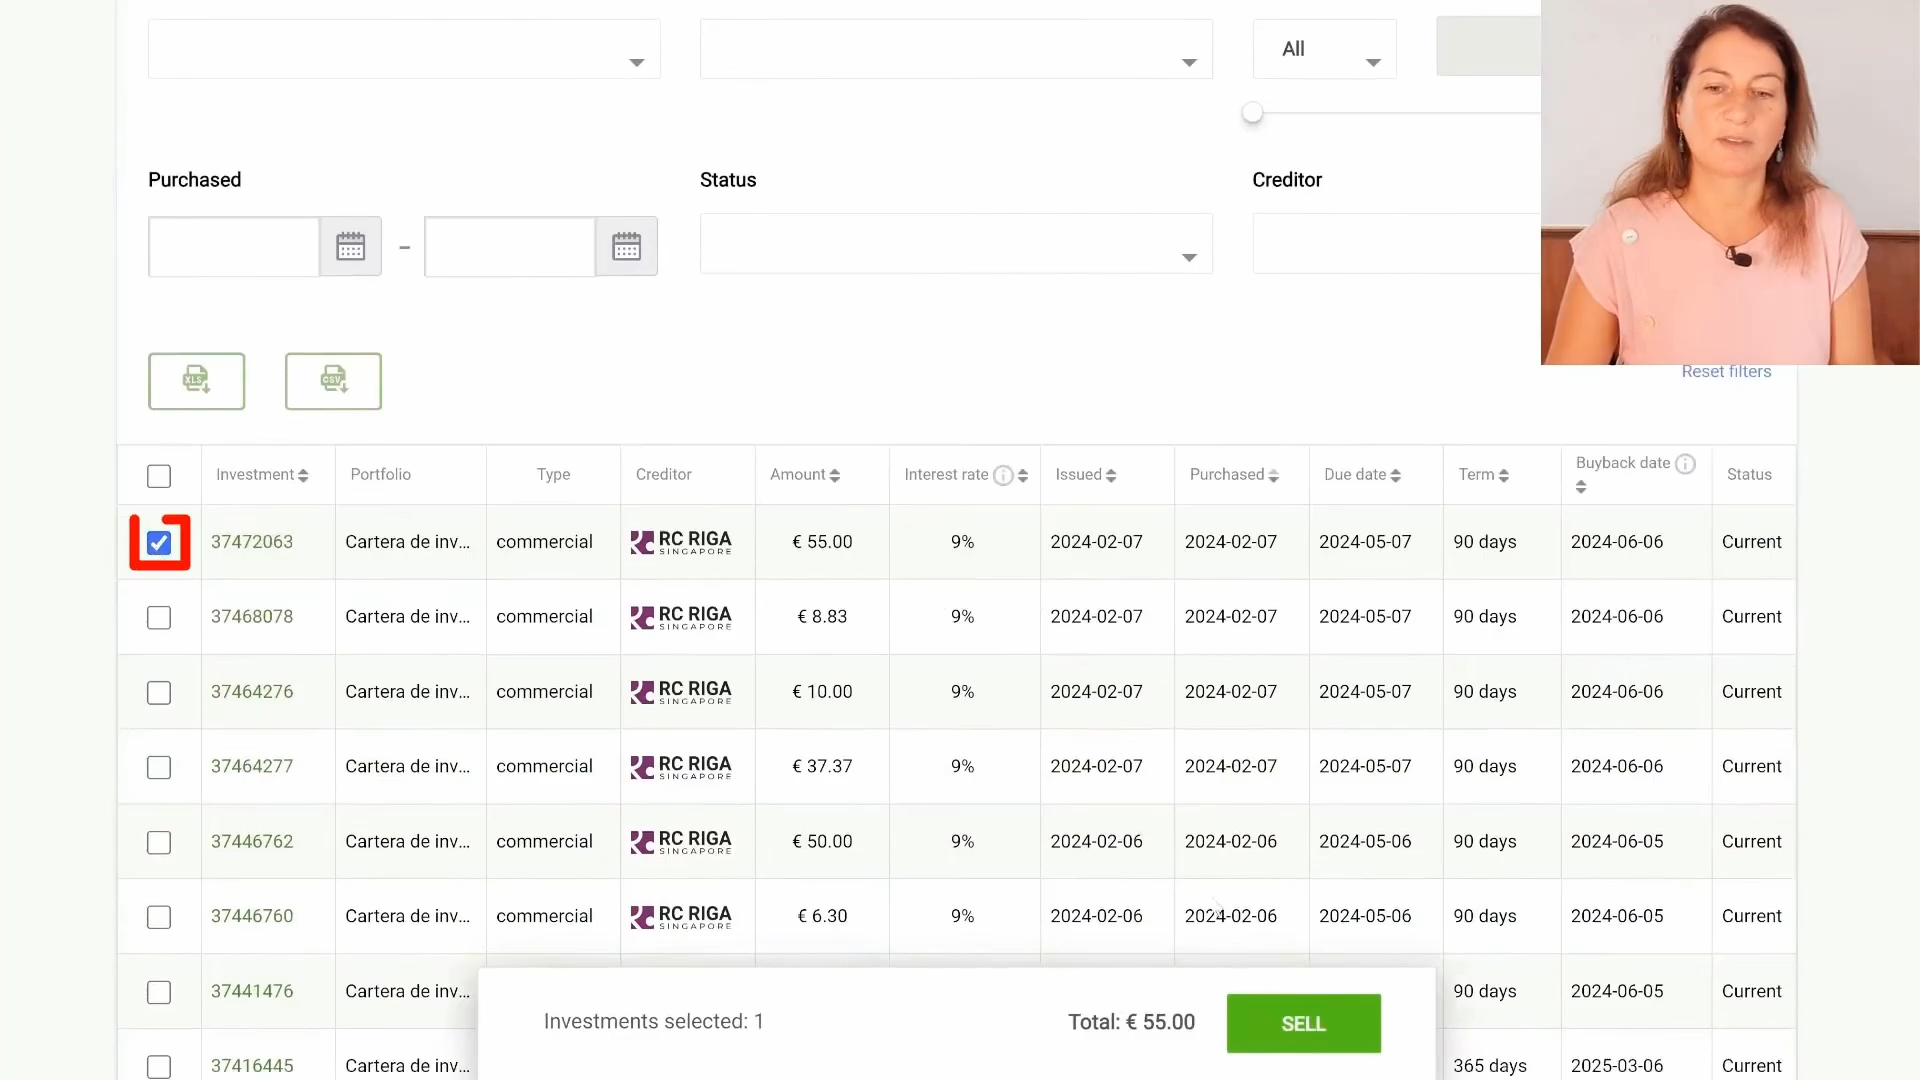 All
Purchased Status Creditor
–
XLS CSV
Reset filters
Investment Portfolio Type Creditor Amount Interest rate Issued Purchased Due date Term Buyback date Status
37472063 Cartera de inv... commercial RC RIGA SINGAPORE € 55.00 9% 2024-02-07 2024-02-07 2024-05-07 90 days 2024-06-06 Current
37468078 Cartera de inv... commercial RC RIGA SINGAPORE € 8.83 9% 2024-02-07 2024-02-07 2024-05-07 90 days 2024-06-06 Current
37464276 Cartera de inv... commercial RC RIGA SINGAPORE € 10.00 9% 2024-02-07 2024-02-07 2024-05-07 90 days 2024-06-06 Current
37464277 Cartera de inv... commercial RC RIGA SINGAPORE € 37.37 9% 2024-02-07 2024-02-07 2024-05-07 90 days 2024-06-06 Current
37446762 Cartera de inv... commercial RC RIGA SINGAPORE € 50.00 9% 2024-02-06 2024-02-06 2024-05-06 90 days 2024-06-05 Current
37446760 Cartera de inv... commercial RC RIGA SINGAPORE € 6.30 9% 2024-02-06 2024-02-06 2024-05-06 90 days 2024-06-05 Current
37441476 Cartera de inv... 90 days 2024-06-05 Current
Investments selected: 1 Total: € 55.00 SELL
37416445 Cartera de inv... 365 days 2025-03-06 Current